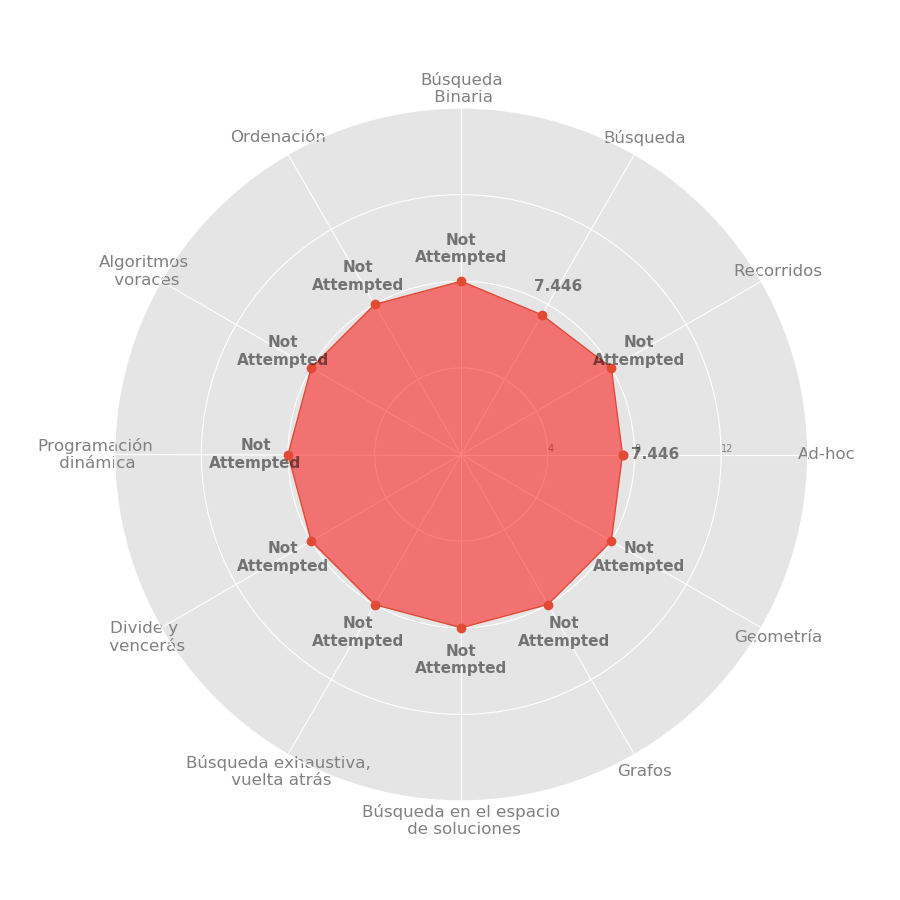 Búsqueda
Binaria
Ordenación
Búsqueda
Algoritmos
voraces
Recorridos
Not
Attempted
Not
Attempted
7.446
Not
Attempted
Not
Attempted
Programación
dinámica
Not
Attempted
4
8
7.446
12
Ad-hoc
Not
Attempted
Not
Attempted
Divide y
vencerás
Geometría
Not
Attempted
Not
Attempted
Not
Attempted
Búsqueda exhaustiva,
vuelta atrás
Grafos
Búsqueda en el espacio
de soluciones